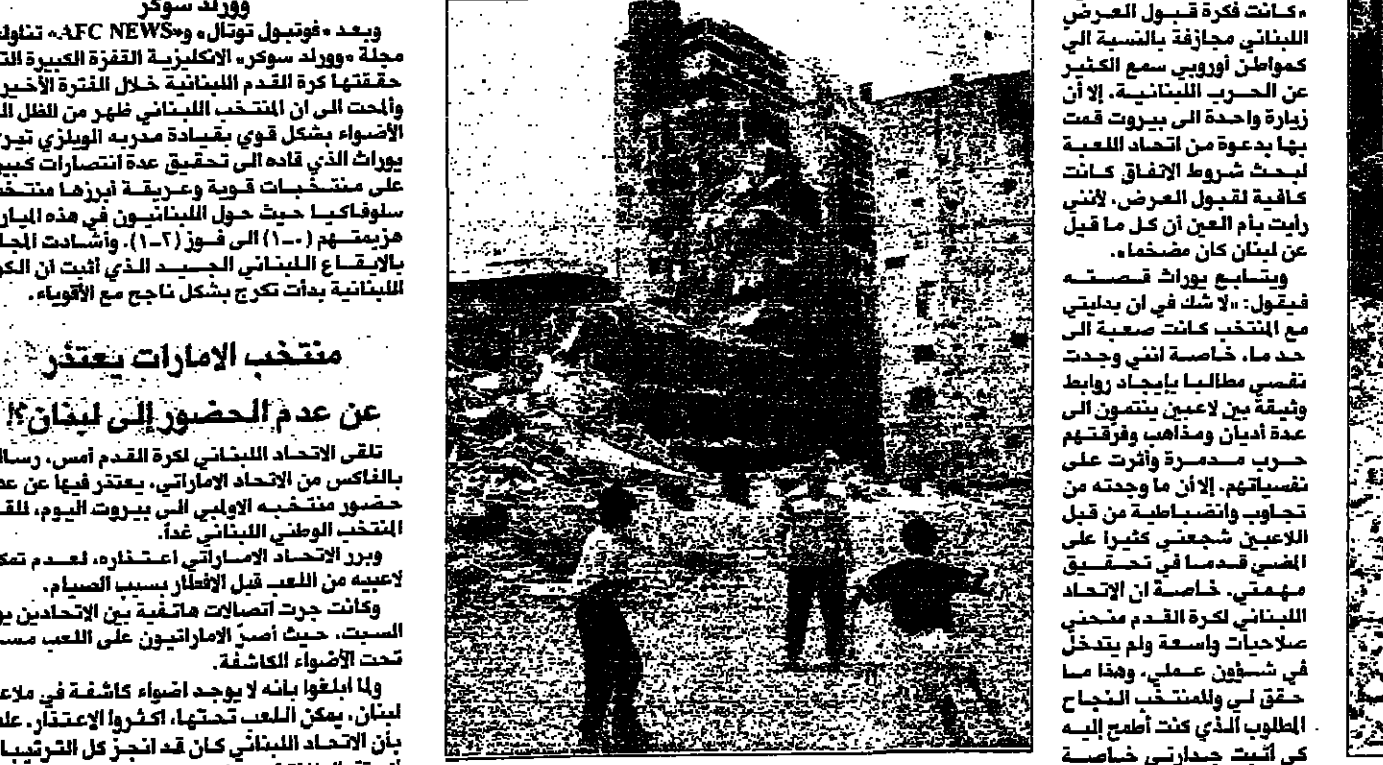 «كانت فكرة قبول العرض
اللبناني مجازفة بالنسبة الي
كمواطن أوروبي سمع الكثير
عن الحرب اللبنانية. إلا أن
زيارة واحدة الى بيروت قمت
بها بدعوة من اتحاد اللعبة
لبحث شروط الاتفاق كانت
كافية لقبول العرض، لأنني
رأيت بأم العين أن كل ما قيل
عن لبنان كان مضخما».
ويتابع يوراث قصته
فيقول: «لا شك في ان بدايتي
مع المنتخب كانت صعبة الى
حد ما، خاصة انني وجدت
نفسي مطالبا بإيجاد روابط
وثيقة بين لاعبين ينتمون الى
عدة أديان ومذاهب وفرّقتهم
حرب مدمرة وأثرت على
نفسياتهم. إلا أن ما وجدته من
تجاوب وانضباطية من قبل
اللاعبين شجعني كثيرا على
المضي قدما في تحقيق
مهمتي، خاصة ان الاتحاد
اللبناني لكرة القدم منحني
صلاحيات واسعة ولم يتدخل
في شؤون عملي، وهذا ما
حقق لي وللمنتخب النجاح
المطلوب الذي كنت أطمح إليه
كي أثبت جدارتي خاصة
وورلد سوكر
وبعد «فوتبول توتال» و«AFC NEWS» تناولت
مجلة «وورلد سوكر» الانكليزية القفزة الكبيرة التي
حققتها كرة القدم اللبنانية خلال الفترة الأخيرة
وألمحت الى ان المنتخب اللبناني ظهر من الظل الى
الأضواء بشكل قوي بقيادة مدربه الويلزي تيري
يوراث الذي قاده الى تحقيق عدة انتصارات كبيرة
على منتخبات قوية وعريقة أبرزها منتخب
سلوفاكيا حيث حول اللبنانيون في هذه المباراة
هزيمتهم (٠ـ١) الى فوز (٢ـ١). وأشادت المجلة
بالايقاع اللبناني الجيد الذي أثبت ان الكرة
اللبنانية بدأت تكرج بشكل ناجح مع الأقوياء.
منتخب الامارات يعتذر
عن عدم الحضور إلى لبنان؟!
تلقى الاتحاد اللبناني لكرة القدم أمس، رسالة
بالفاكس من الاتحاد الاماراتي، يعتذر فيها عن عدم
حضور منتخبه الاولمبي الى بيروت اليوم، للقاء
المنتخب الوطني اللبناني غداً.
وبرر الاتحاد الاماراتي اعتذاره، لعدم تمكن
لاعبيه من اللعب قبل الافطار بسبب الصيام.
وكانت جرت اتصالات هاتفية بين الاتحادين يوم
السبت، حيث أصرّ الاماراتيون على اللعب مساء
تحت الأضواء الكاشفة.
ولما ابلغوا بانه لا يوجد اضواء كاشفة في ملاعب
لبنان، يمكن اللعب تحتها، اكثروا الاعتذار. علما
بأن الاتحاد اللبناني كان قد انجز كل الترتيبات